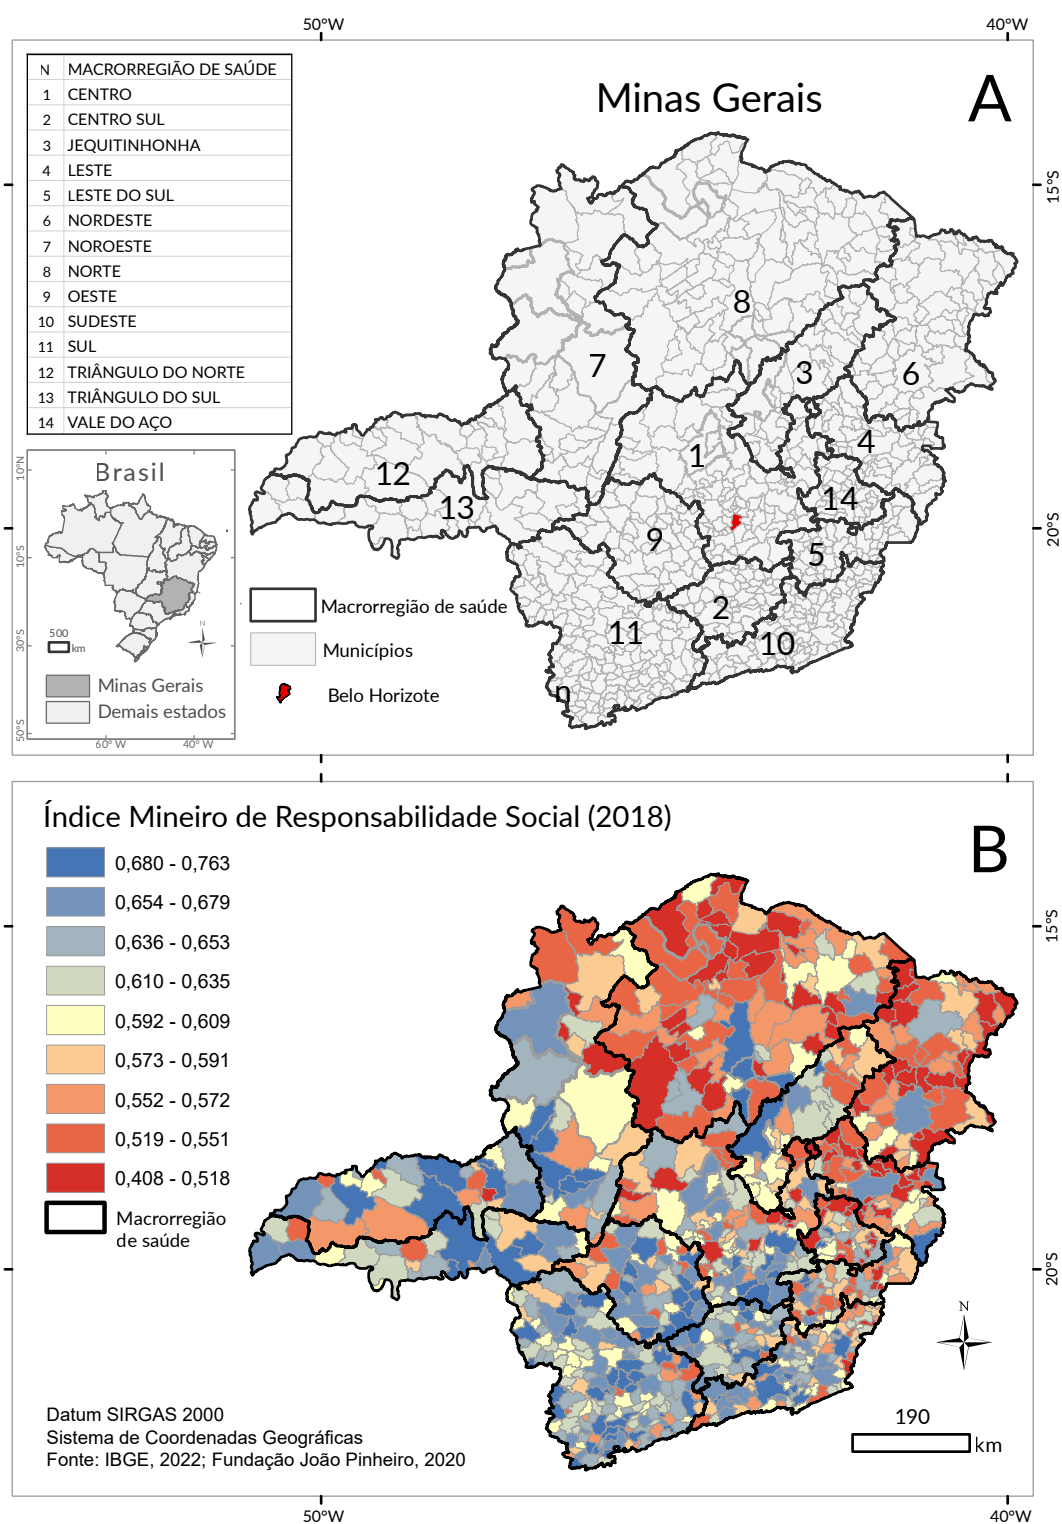 50°W
40°W
N MACRORREGIÃO DE SAÚDE
1 CENTRO
2 CENTRO SUL
3 JEQUITINHONHA
4 LESTE
5 LESTE DO SUL
6 NORDESTE
7 NOROESTE
8 NORTE
9 OESTE
10 SUDESTE
11 SUL
12 TRIÂNGULO DO NORTE
13 TRIÂNGULO DO SUL
14 VALE DO AÇO
Minas Gerais
A
15°S
20°S
8
7
3
6
4
1
12
13
14
9
5
2
11
10
n
Brasil
10°N
10°S
30°S
50°S
60°W
40°W
500
km
Minas Gerais
Demais estados
Macrorregião de saúde
Municípios
Belo Horizote
Índice Mineiro de Responsabilidade Social (2018)
B
0,680 - 0,763
0,654 - 0,679
0,636 - 0,653
0,610 - 0,635
0,592 - 0,609
0,573 - 0,591
0,552 - 0,572
0,519 - 0,551
0,408 - 0,518
Macrorregião
de saúde
15°S
20°S
N
190
km
Datum SIRGAS 2000
Sistema de Coordenadas Geográficas
Fonte: IBGE, 2022; Fundação João Pinheiro, 2020
50°W
40°W